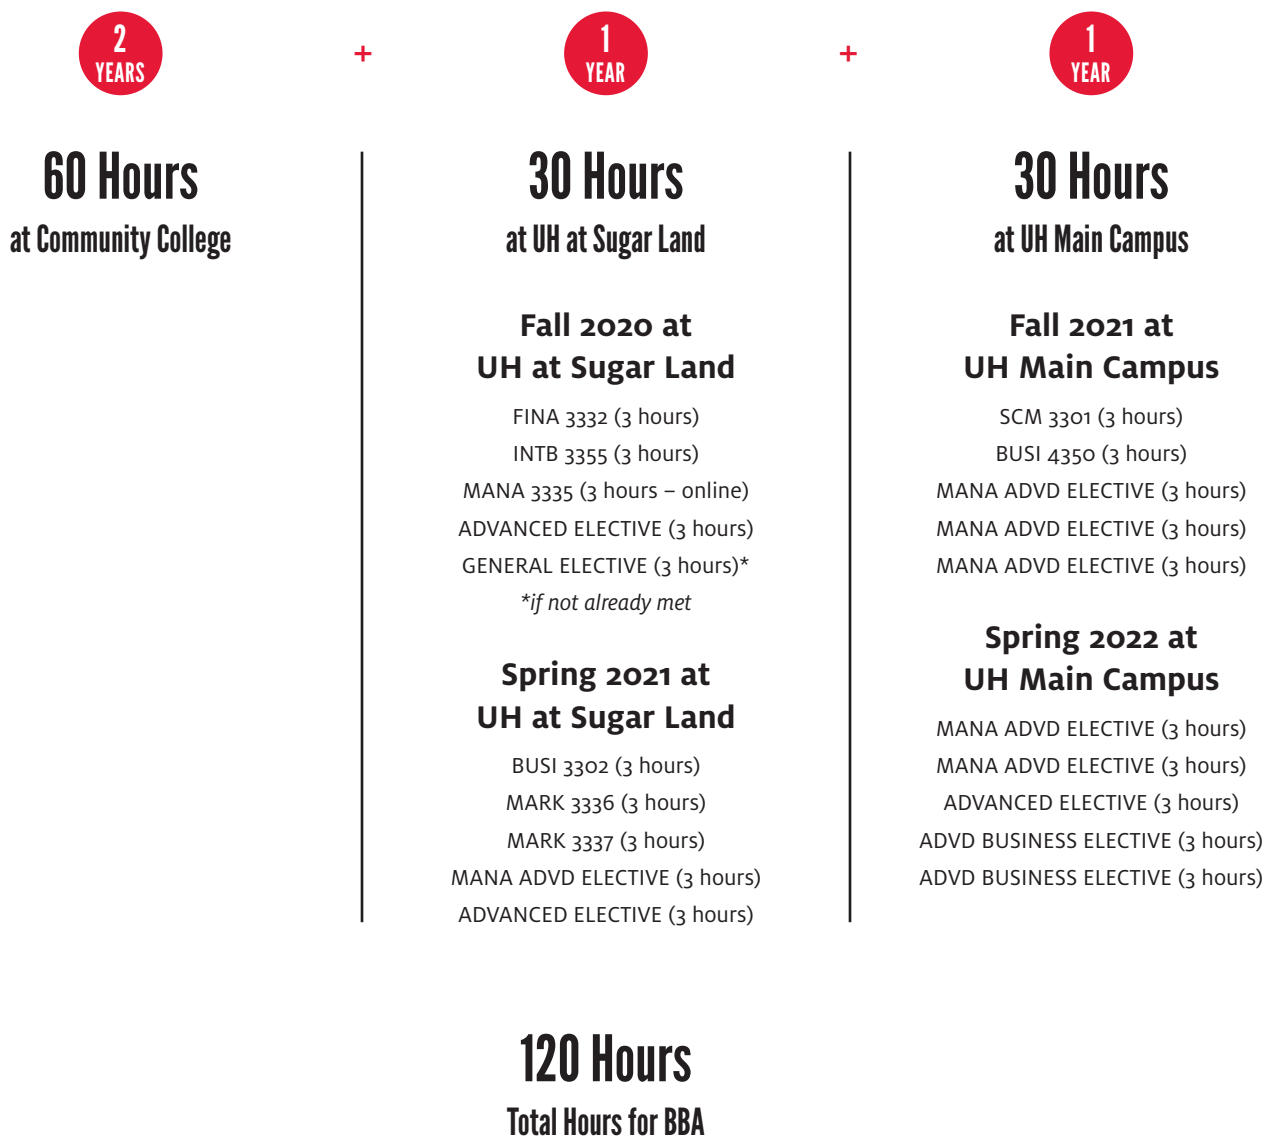 2
YEARS
+
1
YEAR
+
1
YEAR
60 Hours
at Community College
30 Hours
at UH at Sugar Land
Fall 2020 at
UH at Sugar Land
FINA 3332 (3 hours)
INTB 3355 (3 hours)
MANA 3335 (3 hours – online)
ADVANCED ELECTIVE (3 hours)
GENERAL ELECTIVE (3 hours)*
*if not already met
Spring 2021 at
UH at Sugar Land
BUSI 3302 (3 hours)
MARK 3336 (3 hours)
MARK 3337 (3 hours)
MANA ADVD ELECTIVE (3 hours)
ADVANCED ELECTIVE (3 hours)
30 Hours
at UH Main Campus
Fall 2021 at
UH Main Campus
SCM 3301 (3 hours)
BUSI 4350 (3 hours)
MANA ADVD ELECTIVE (3 hours)
MANA ADVD ELECTIVE (3 hours)
MANA ADVD ELECTIVE (3 hours)
Spring 2022 at
UH Main Campus
MANA ADVD ELECTIVE (3 hours)
MANA ADVD ELECTIVE (3 hours)
ADVANCED ELECTIVE (3 hours)
ADVD BUSINESS ELECTIVE (3 hours)
ADVD BUSINESS ELECTIVE (3 hours)
120 Hours
Total Hours for BBA